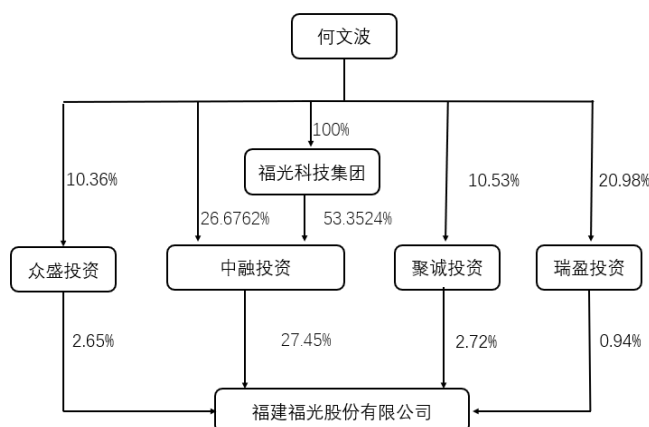 何文波
100%
福光科技集团
10.36%
10.53%
20.98%
26.6762%
53.3524%
众盛投资
中融投资
聚诚投资
瑞盈投资
2.65%
27.45%
2.72%
0.94%
福建福光股份有限公司